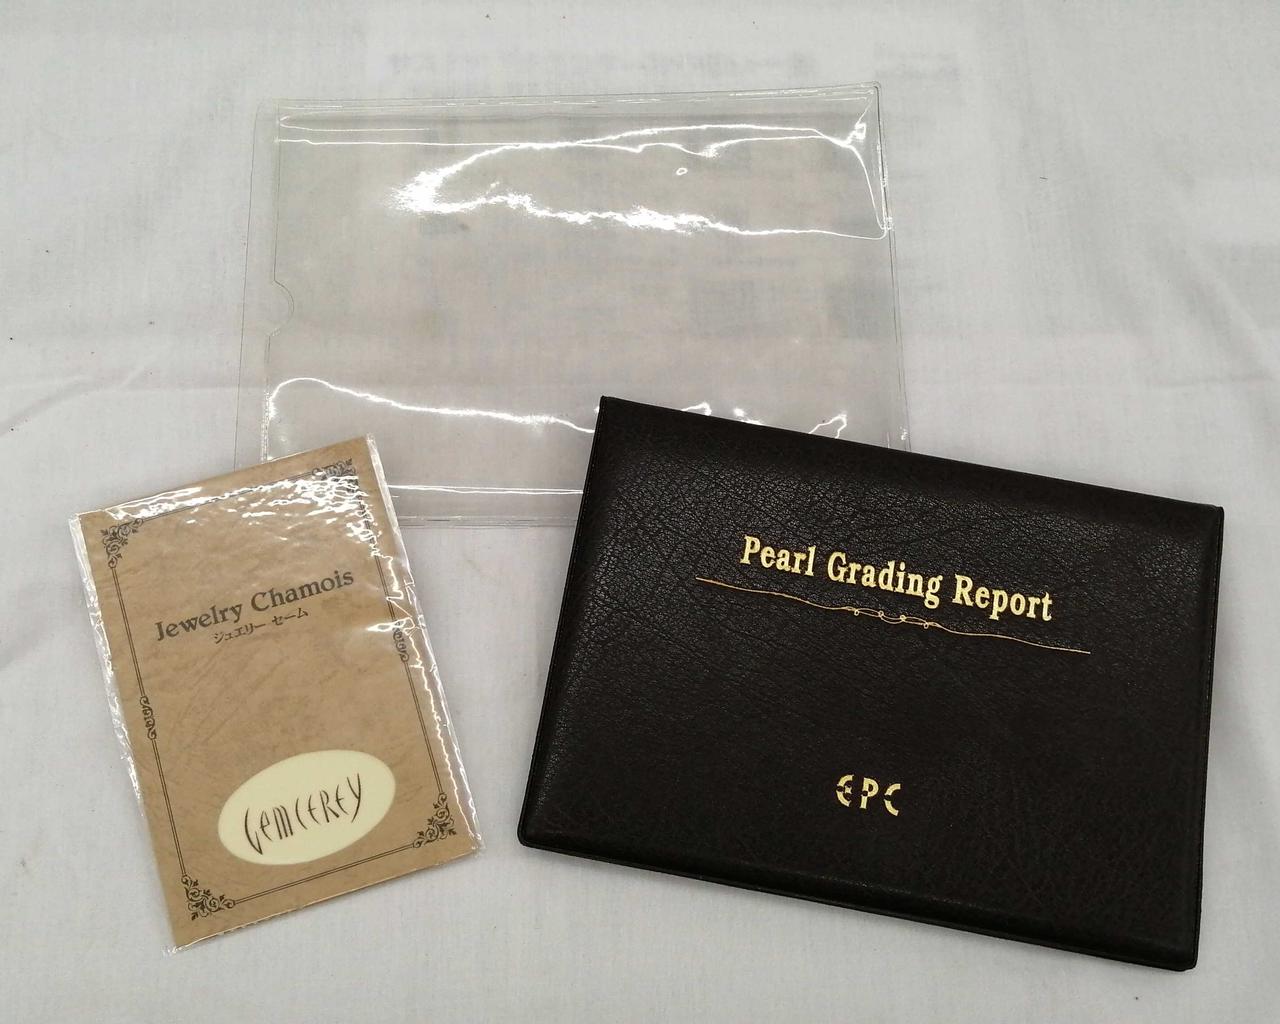 Jewelry Chamois
ジュエリー・セーム
GEMCEREY
Pearl Grading Report
EPC